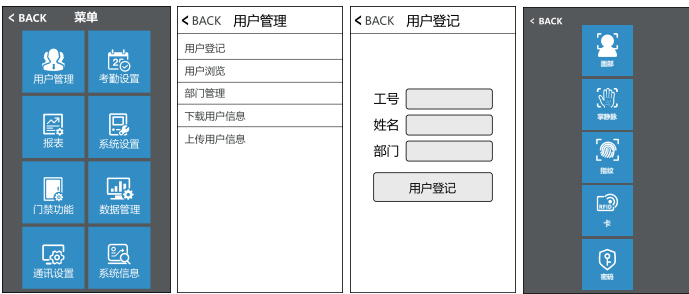 < BACK 菜单
用户管理 考勤设置
报表 系统设置
门禁功能 数据管理
通讯设置 系统信息
< BACK 用户管理
用户登记
用户浏览
部门管理
下载用户信息
上传用户信息
< BACK 用户登记
工号
姓名
部门
用户登记
< BACK
面部
掌静脉
指纹
RFID
卡
密码